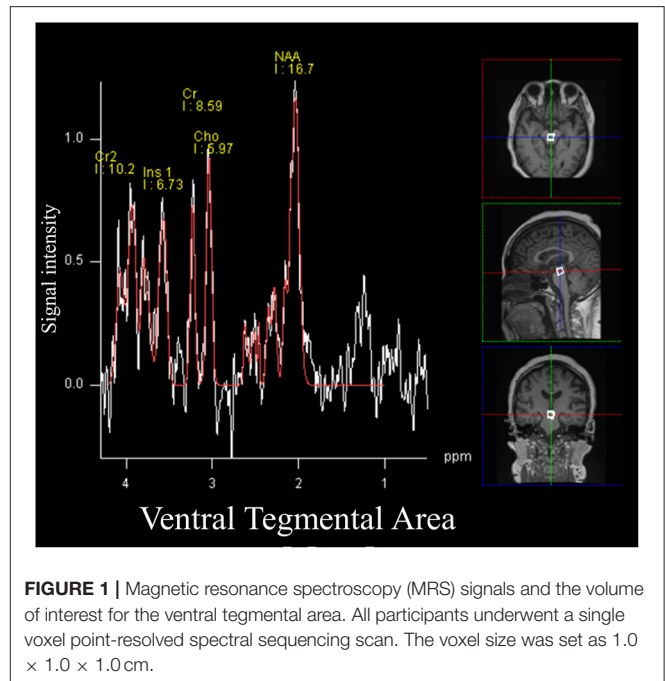 NAA
I : 16.7
Cr
I : 8.59
Cho
I : 5.97
Cr2
I : 10.2
Ins 1
I : 6.73
1.0
0.5
0.0
Signal intensity
4 3 2 1 ppm
Ventral Tegmental Area
FIGURE 1 | Magnetic resonance spectroscopy (MRS) signals and the volume
of interest for the ventral tegmental area. All participants underwent a single
voxel point-resolved spectral sequencing scan. The voxel size was set as 1.0
× 1.0 × 1.0 cm.